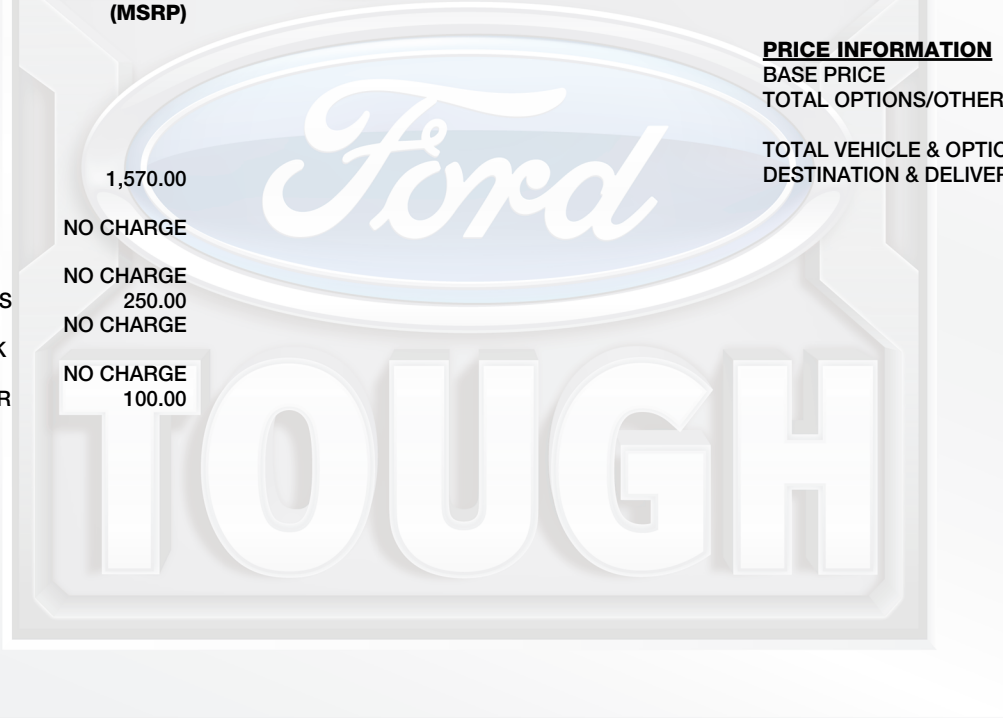 (MSRP)
1,570.00
NO CHARGE
NO CHARGE
S 250.00
NO CHARGE
K
NO CHARGE
R 100.00
PRICE INFORMATION
BASE PRICE
TOTAL OPTIONS/OTHER
TOTAL VEHICLE & OPTIO
DESTINATION & DELIVER
Ford
TOUGH